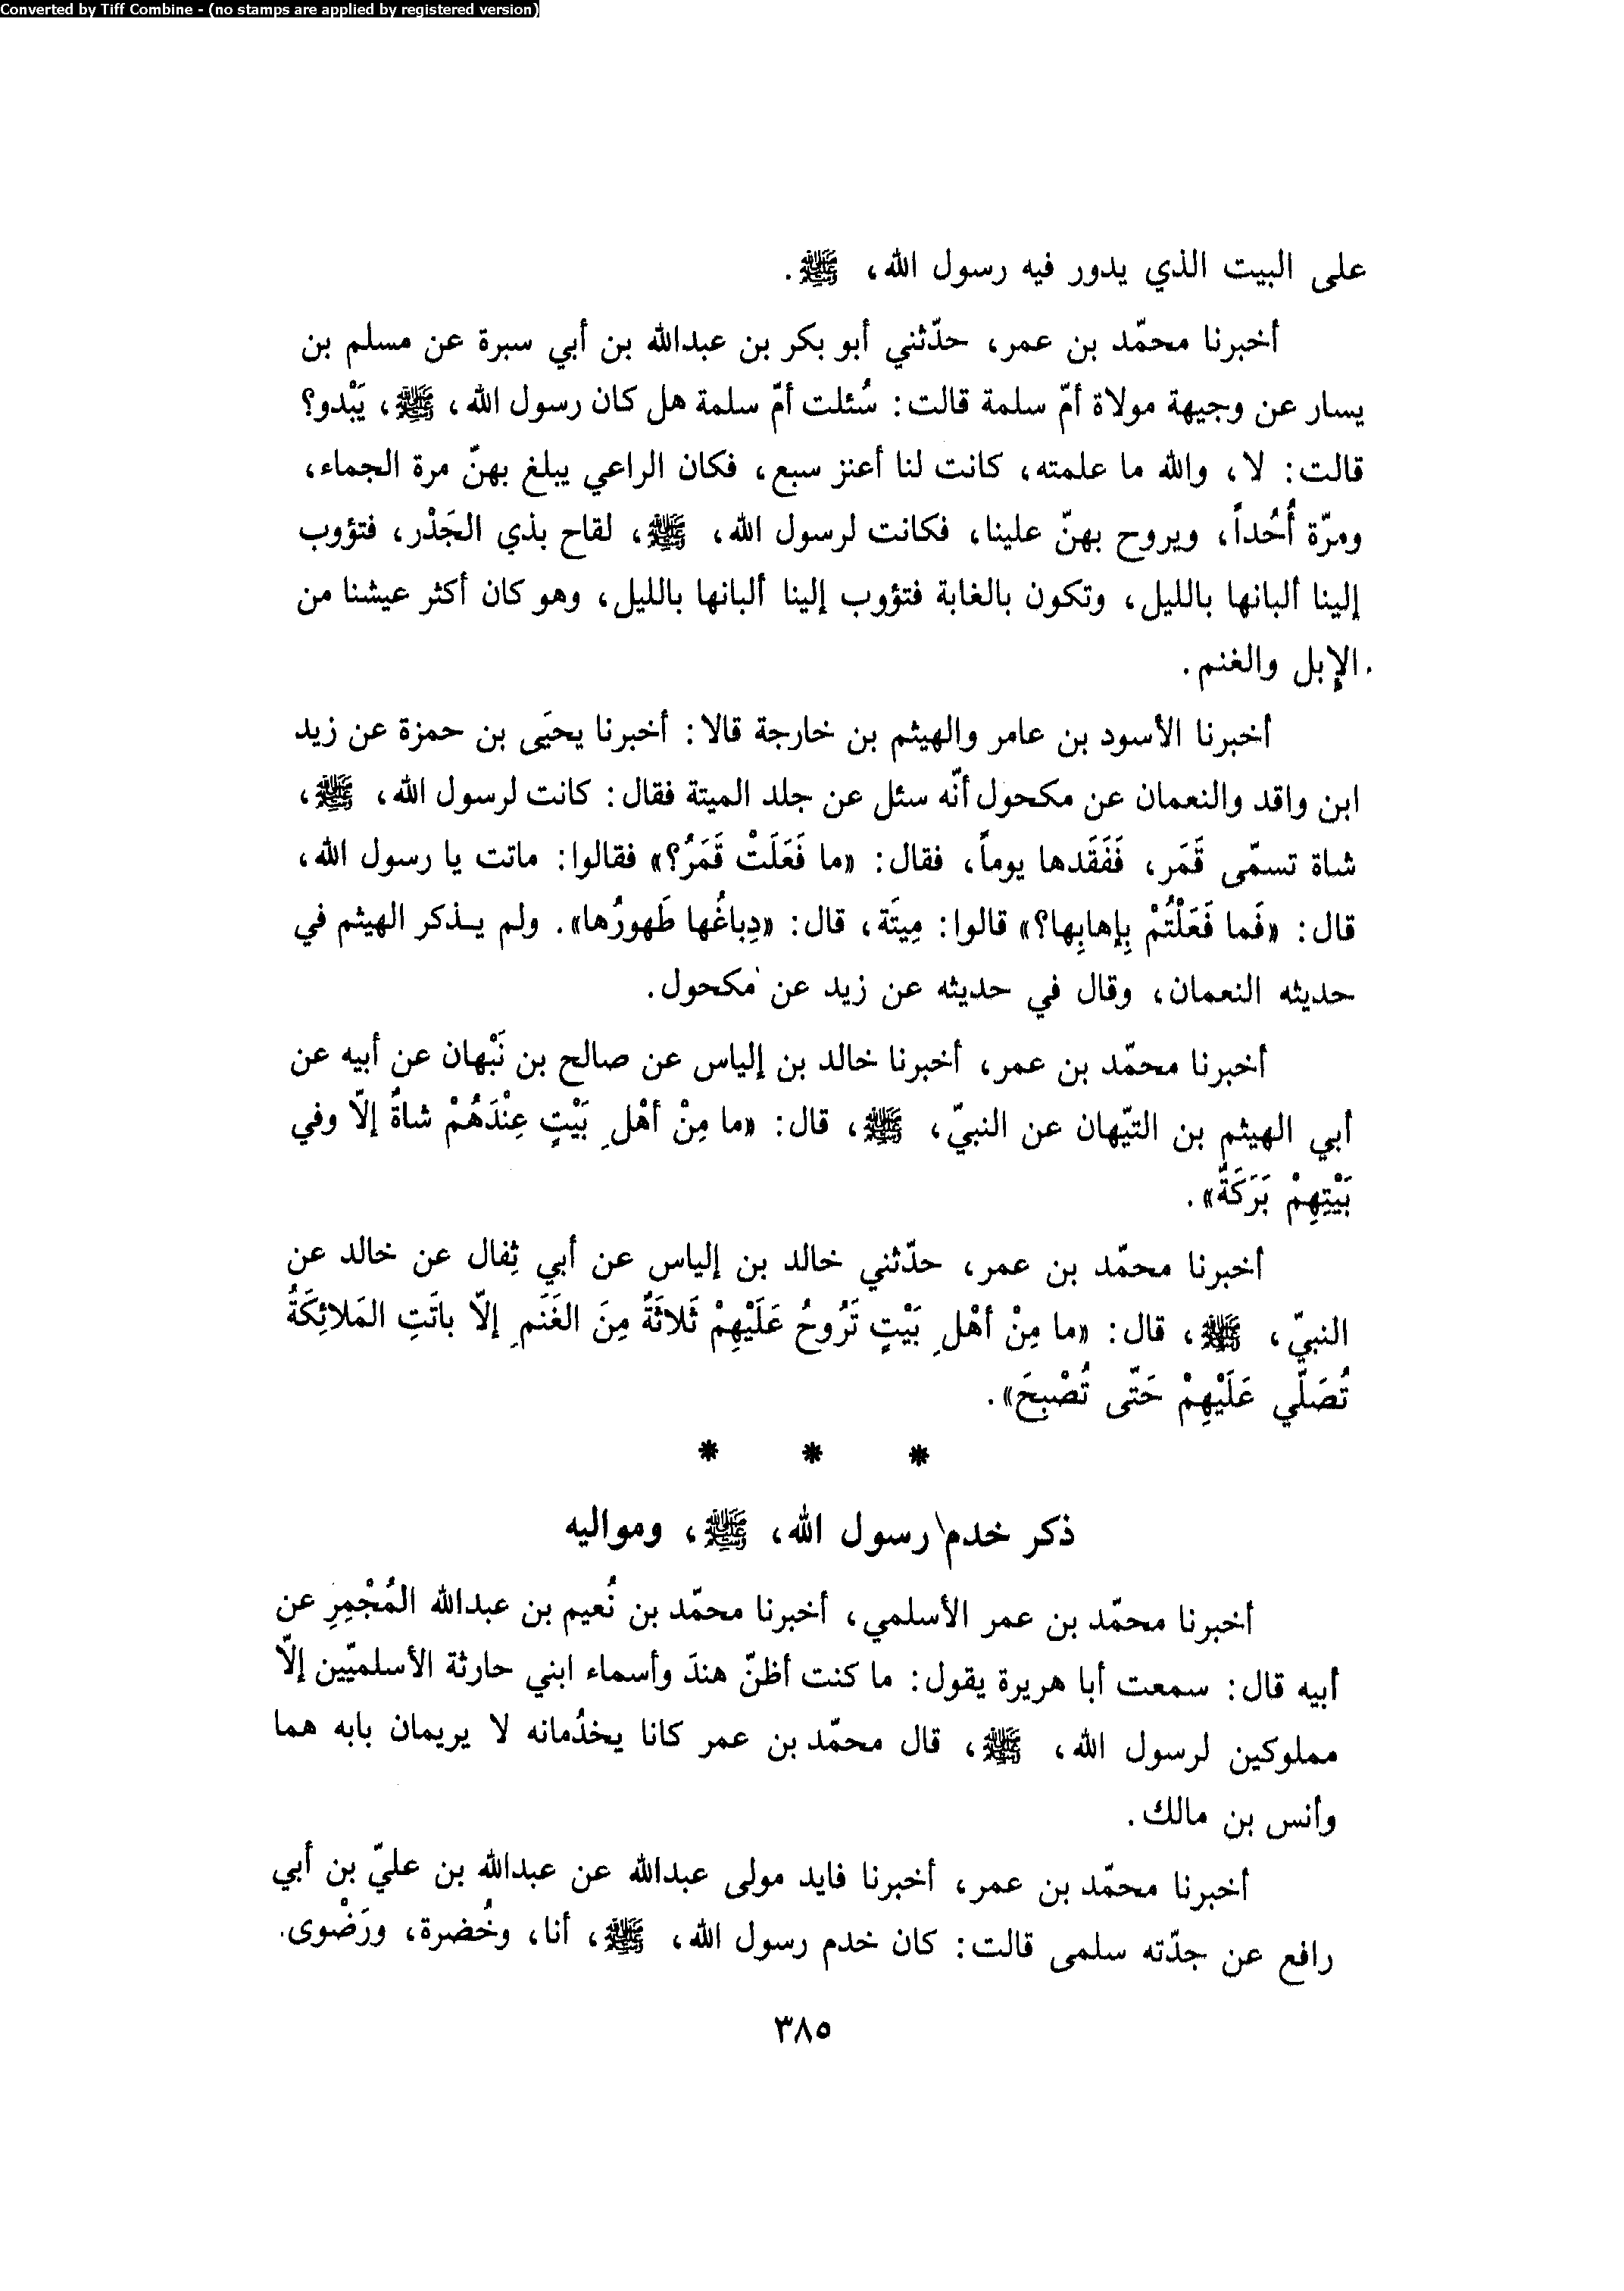 Converted by Tiff Combine - (no stamps are applied by registered version)
على البيت الذي يدور فيه رسول الله، ﷺ.
أخبرنا محمّد بن عمر، حدّثني أبو بكر بن عبدالله بن أبي سبرة عن مسلم بن
يسار عن وجيهة مولاة أمّ سلمة قالت: سُئلت أمّ سلمة هل كان رسول الله، ﷺ، يَبْدو؟
قالت: لا، والله ما علمته، كانت لنا أعنز سبع، فكان الراعي يبلغ بهنّ مرة الجماء،
ومرّة أُحُداً، ويروح بهنّ علينا، فكانت لرسول الله، ﷺ، لقاح بذي الجَدْر، فتؤوب
إلينا ألبانها بالليل، وتكون بالغابة فتؤوب إلينا ألبانها بالليل، وهو كان أكثر عيشنا من
الإبل والغنم.
أخبرنا الأسود بن عامر والهيثم بن خارجة قالا: أخبرنا يحيَى بن حمزة عن زيد
ابن واقد والنعمان عن مكحول أنّه سئل عن جلد الميتة فقال: كانت لرسول الله، ﷺ،
شاة تسمّى قَمَر، فَفَقَدها يوماً، فقال: «ما فَعَلَتْ قَمَرُ؟» فقالوا: ماتت يا رسول الله،
قال: «فَما فَعَلْتُمْ بِإهابِها؟» قالوا: مِيتَة، قال: «دِباغُها طَهورُها». ولم يـذكر الهيثم في
حديثه النعمان، وقال في حديثه عن زيد عن مكحول.
أخبرنا محمّد بن عمر، أخبرنا خالد بن إلياس عن صالح بن نَبْهان عن أبيه عن
أبي الهيثم بن التيّهان عن النبيّ، ﷺ، قال: «ما مِنْ أهْلِ بَيْتٍ عِنْدَهُمْ شاةٌ إلّا وفي
بَيْتِهِمْ بَرَكَةٌ».
أخبرنا محمّد بن عمر، حدّثني خالد بن إلياس عن أبي ثِفال عن خالد عن
النبيّ، ﷺ، قال: «ما مِنْ أهْلِ بَيْتٍ تَرُوحُ عَلَيْهِمْ ثَلاثَةٌ مِنَ الغَنَمِ إلّا باتَتِ المَلائِكَةُ
تُصَلّي عَلَيْهِمْ حَتّى تُصْبِحَ».
* * *
ذكر خدم رسول الله، ﷺ، ومواليه
أخبرنا محمّد بن عمر الأسلمي، أخبرنا محمّد بن نُعيم بن عبدالله المُجْمِرِ عن
أبيه قال: سمعت أبا هريرة يقول: ما كنت أظنّ هندَ وأسماء ابني حارثة الأسلميّين إلّا
مملوكين لرسول الله، ﷺ، قال محمّد بن عمر كانا يخدُمانه لا يريمان بابه هما
وأنس بن مالك.
أخبرنا محمّد بن عمر، أخبرنا فايد مولى عبدالله عن عبدالله بن عليّ بن أبي
رافع عن جدّته سلمى قالت: كان خدم رسول الله، ﷺ، أنا، وخُضرة، ورَضْوى.
٣٨٥